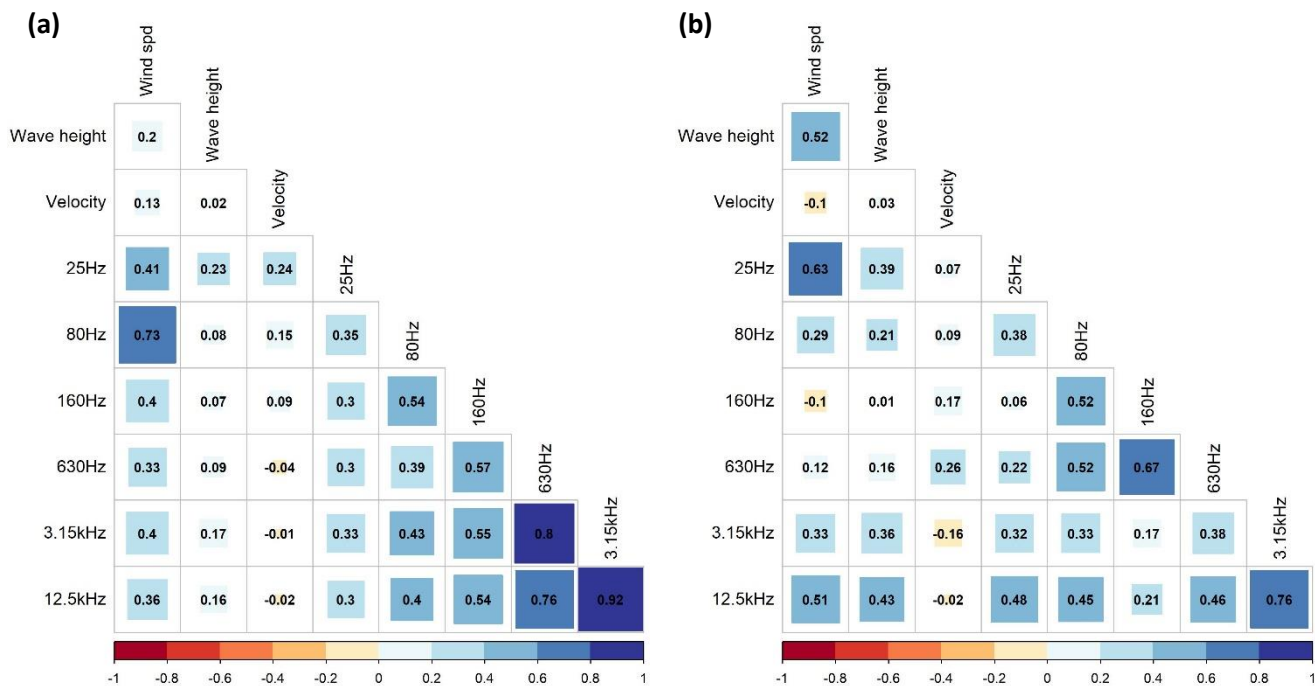 (a)
Wind spd
Wave height 0.2 Wave height
Velocity 0.13 0.02 Velocity
25Hz 0.41 0.23 0.24 25Hz
80Hz 0.73 0.08 0.15 0.35 80Hz
160Hz 0.4 0.07 0.09 0.3 0.54 160Hz
630Hz 0.33 0.09 -0.04 0.3 0.39 0.57 630Hz
3.15kHz 0.4 0.17 -0.01 0.33 0.43 0.55 0.8 3.15kHz
12.5kHz 0.36 0.16 -0.02 0.3 0.4 0.54 0.76 0.92
-1 -0.8 -0.6 -0.4 -0.2 0 0.2 0.4 0.6 0.8 1
(b)
Wind spd
Wave height 0.52 Wave height
Velocity -0.1 0.03 Velocity
25Hz 0.63 0.39 0.07 25Hz
80Hz 0.29 0.21 0.09 0.38 80Hz
160Hz -0.1 0.01 0.17 0.06 0.52 160Hz
630Hz 0.12 0.16 0.26 0.22 0.52 0.67 630Hz
3.15kHz 0.33 0.36 -0.16 0.32 0.33 0.17 0.38 3.15kHz
12.5kHz 0.51 0.43 -0.02 0.48 0.45 0.21 0.46 0.76
-1 -0.8 -0.6 -0.4 -0.2 0 0.2 0.4 0.6 0.8 1